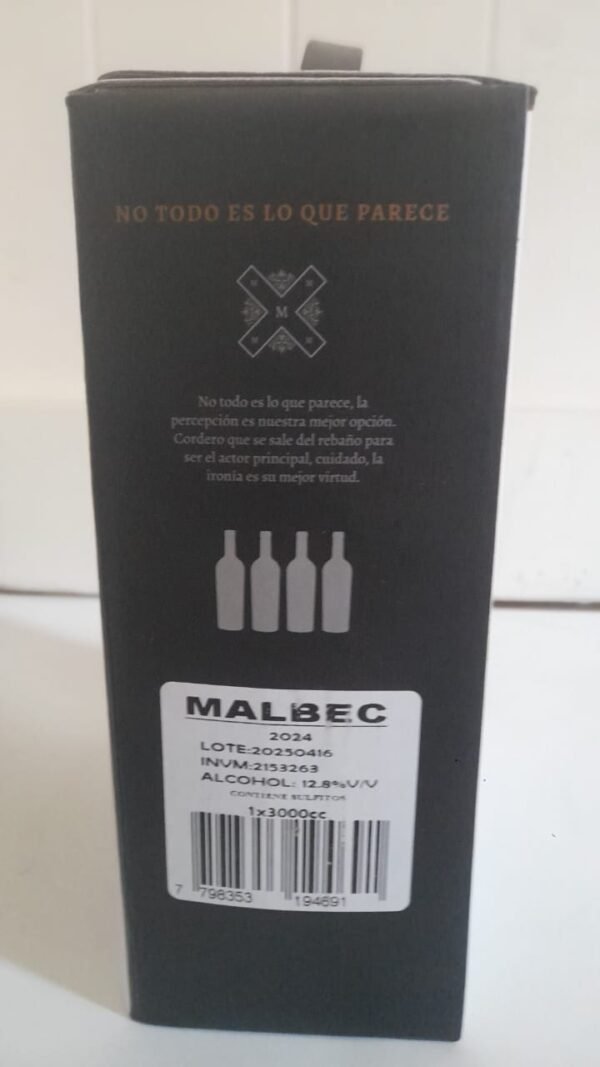 NO TODO ES LO QUE PARECE
M M
M
M M
No todo es lo que parece, la
percepción es nuestra mejor opción.
Cordero que se sale del rebaño para
ser el actor principal, cuidado, la
ironía es su mejor virtud.
MALBEC
2024
LOTE:20250416
INVM:2153263
ALCOHOL: 12.8%V/V
CONTIENE SULFITOS
1x3000cc
7 798353 194691